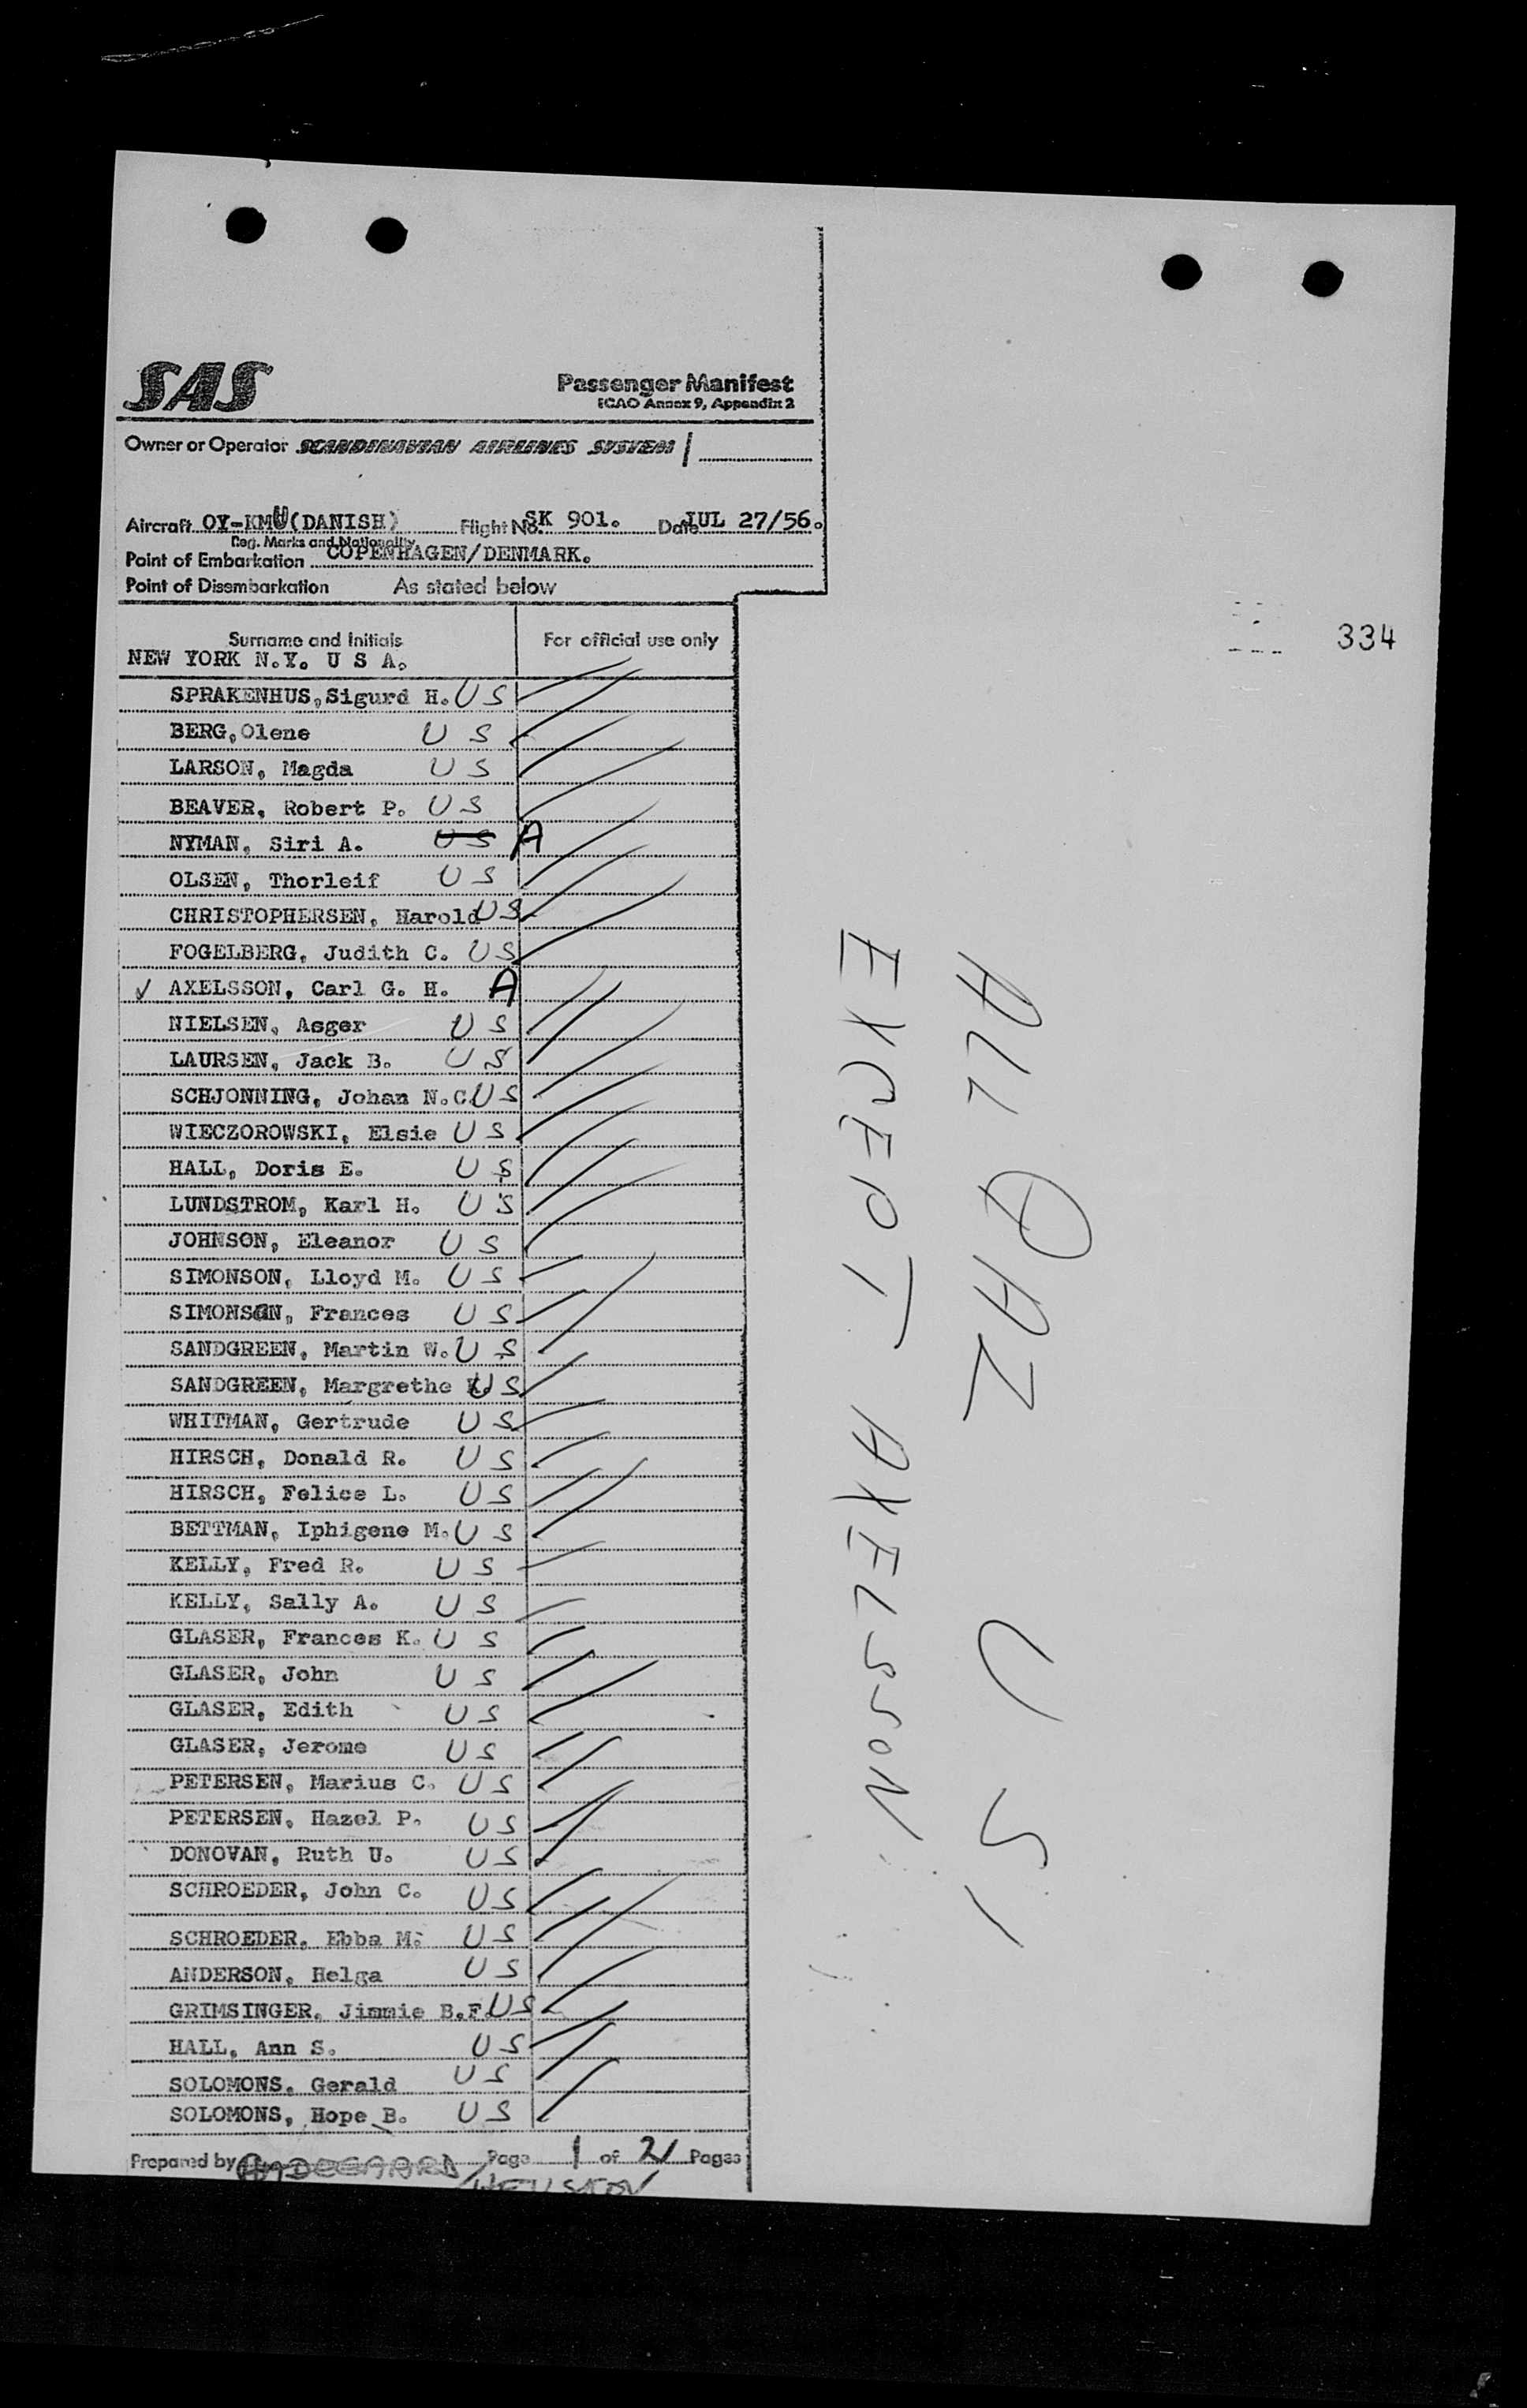 SAS
Passenger Manifest
ICAO Annex 9, Appendix 2
Owner or Operator SCANDINAVIAN AIRLINES SYSTEM
Aircraft OY-KMU(DANISH) Flight No. SK 901. Date JUL 27/56.
Reg. Marks and Nationality
Point of Embarkation COPENHAGEN/DENMARK.
Point of Disembarkation As stated below
Surname and Initials For official use only
NEW YORK N.Y. U S A.
334
SPRAKENHUS,Sigurd H. US
BERG,Olene US
LARSON, Magda US
BEAVER, Robert P. US
NYMAN, Siri A. US A
OLSEN, Thorleif US
CHRISTOPHERSEN, Harold US
FOGELBERG, Judith C. US
✓ AXELSSON, Carl G. H. A
NIELSEN, Asger US
LAURSEN, Jack B. US
SCHJONNING, Johan N.C. US
WIECZOROWSKI, Elsie US
HALL, Doris E. US
LUNDSTROM, Karl H. US
JOHNSON, Eleanor US
SIMONSON, Lloyd M. US
SIMONSON, Frances US
SANDGREEN, Martin W. US
SANDGREEN, Margrethe US
WHITMAN, Gertrude US
HIRSCH, Donald R. US
HIRSCH, Felice L. US
BETTMAN, Iphigene M. US
KELLY, Fred R. US
KELLY, Sally A. US
GLASER, Frances K. US
GLASER, John US
GLASER, Edith US
GLASER, Jerome US
PETERSEN, Marius C. US
PETERSEN, Hazel P. US
DONOVAN, Ruth U. US
SCHROEDER, John C. US
SCHROEDER, Ebba M. US
ANDERSON, Helga US
GRIMSINGER, Jimmie B.F. US
HALL, Ann S. US
SOLOMONS, Gerald US
SOLOMONS, Hope B. US
Prepared by Page 1 of 2 Pages
US
EXCEPT AXELSSON